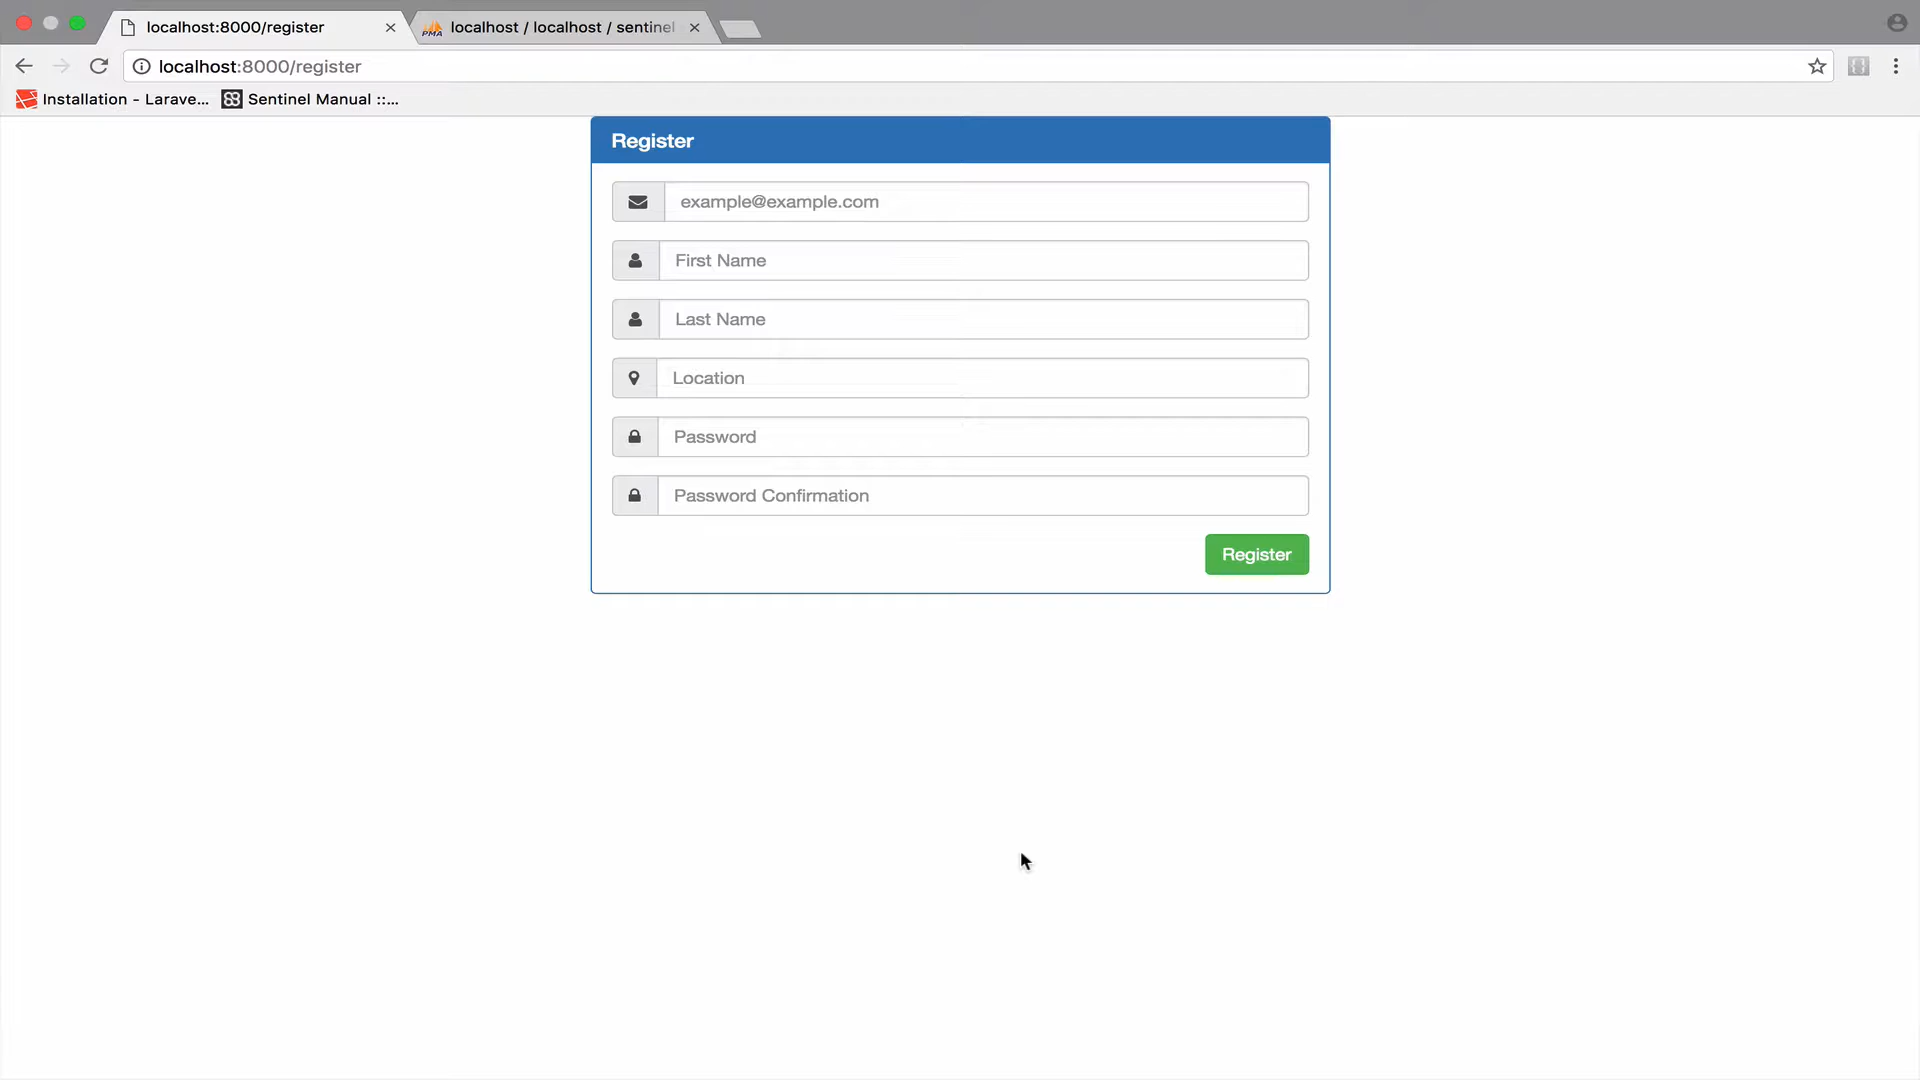 localhost:8000/register
localhost / localhost / sentinel
localhost:8000/register
Installation - Larave...
Sentinel Manual ::...
Register
example@example.com
First Name
Last Name
Location
Password
Password Confirmation
Register